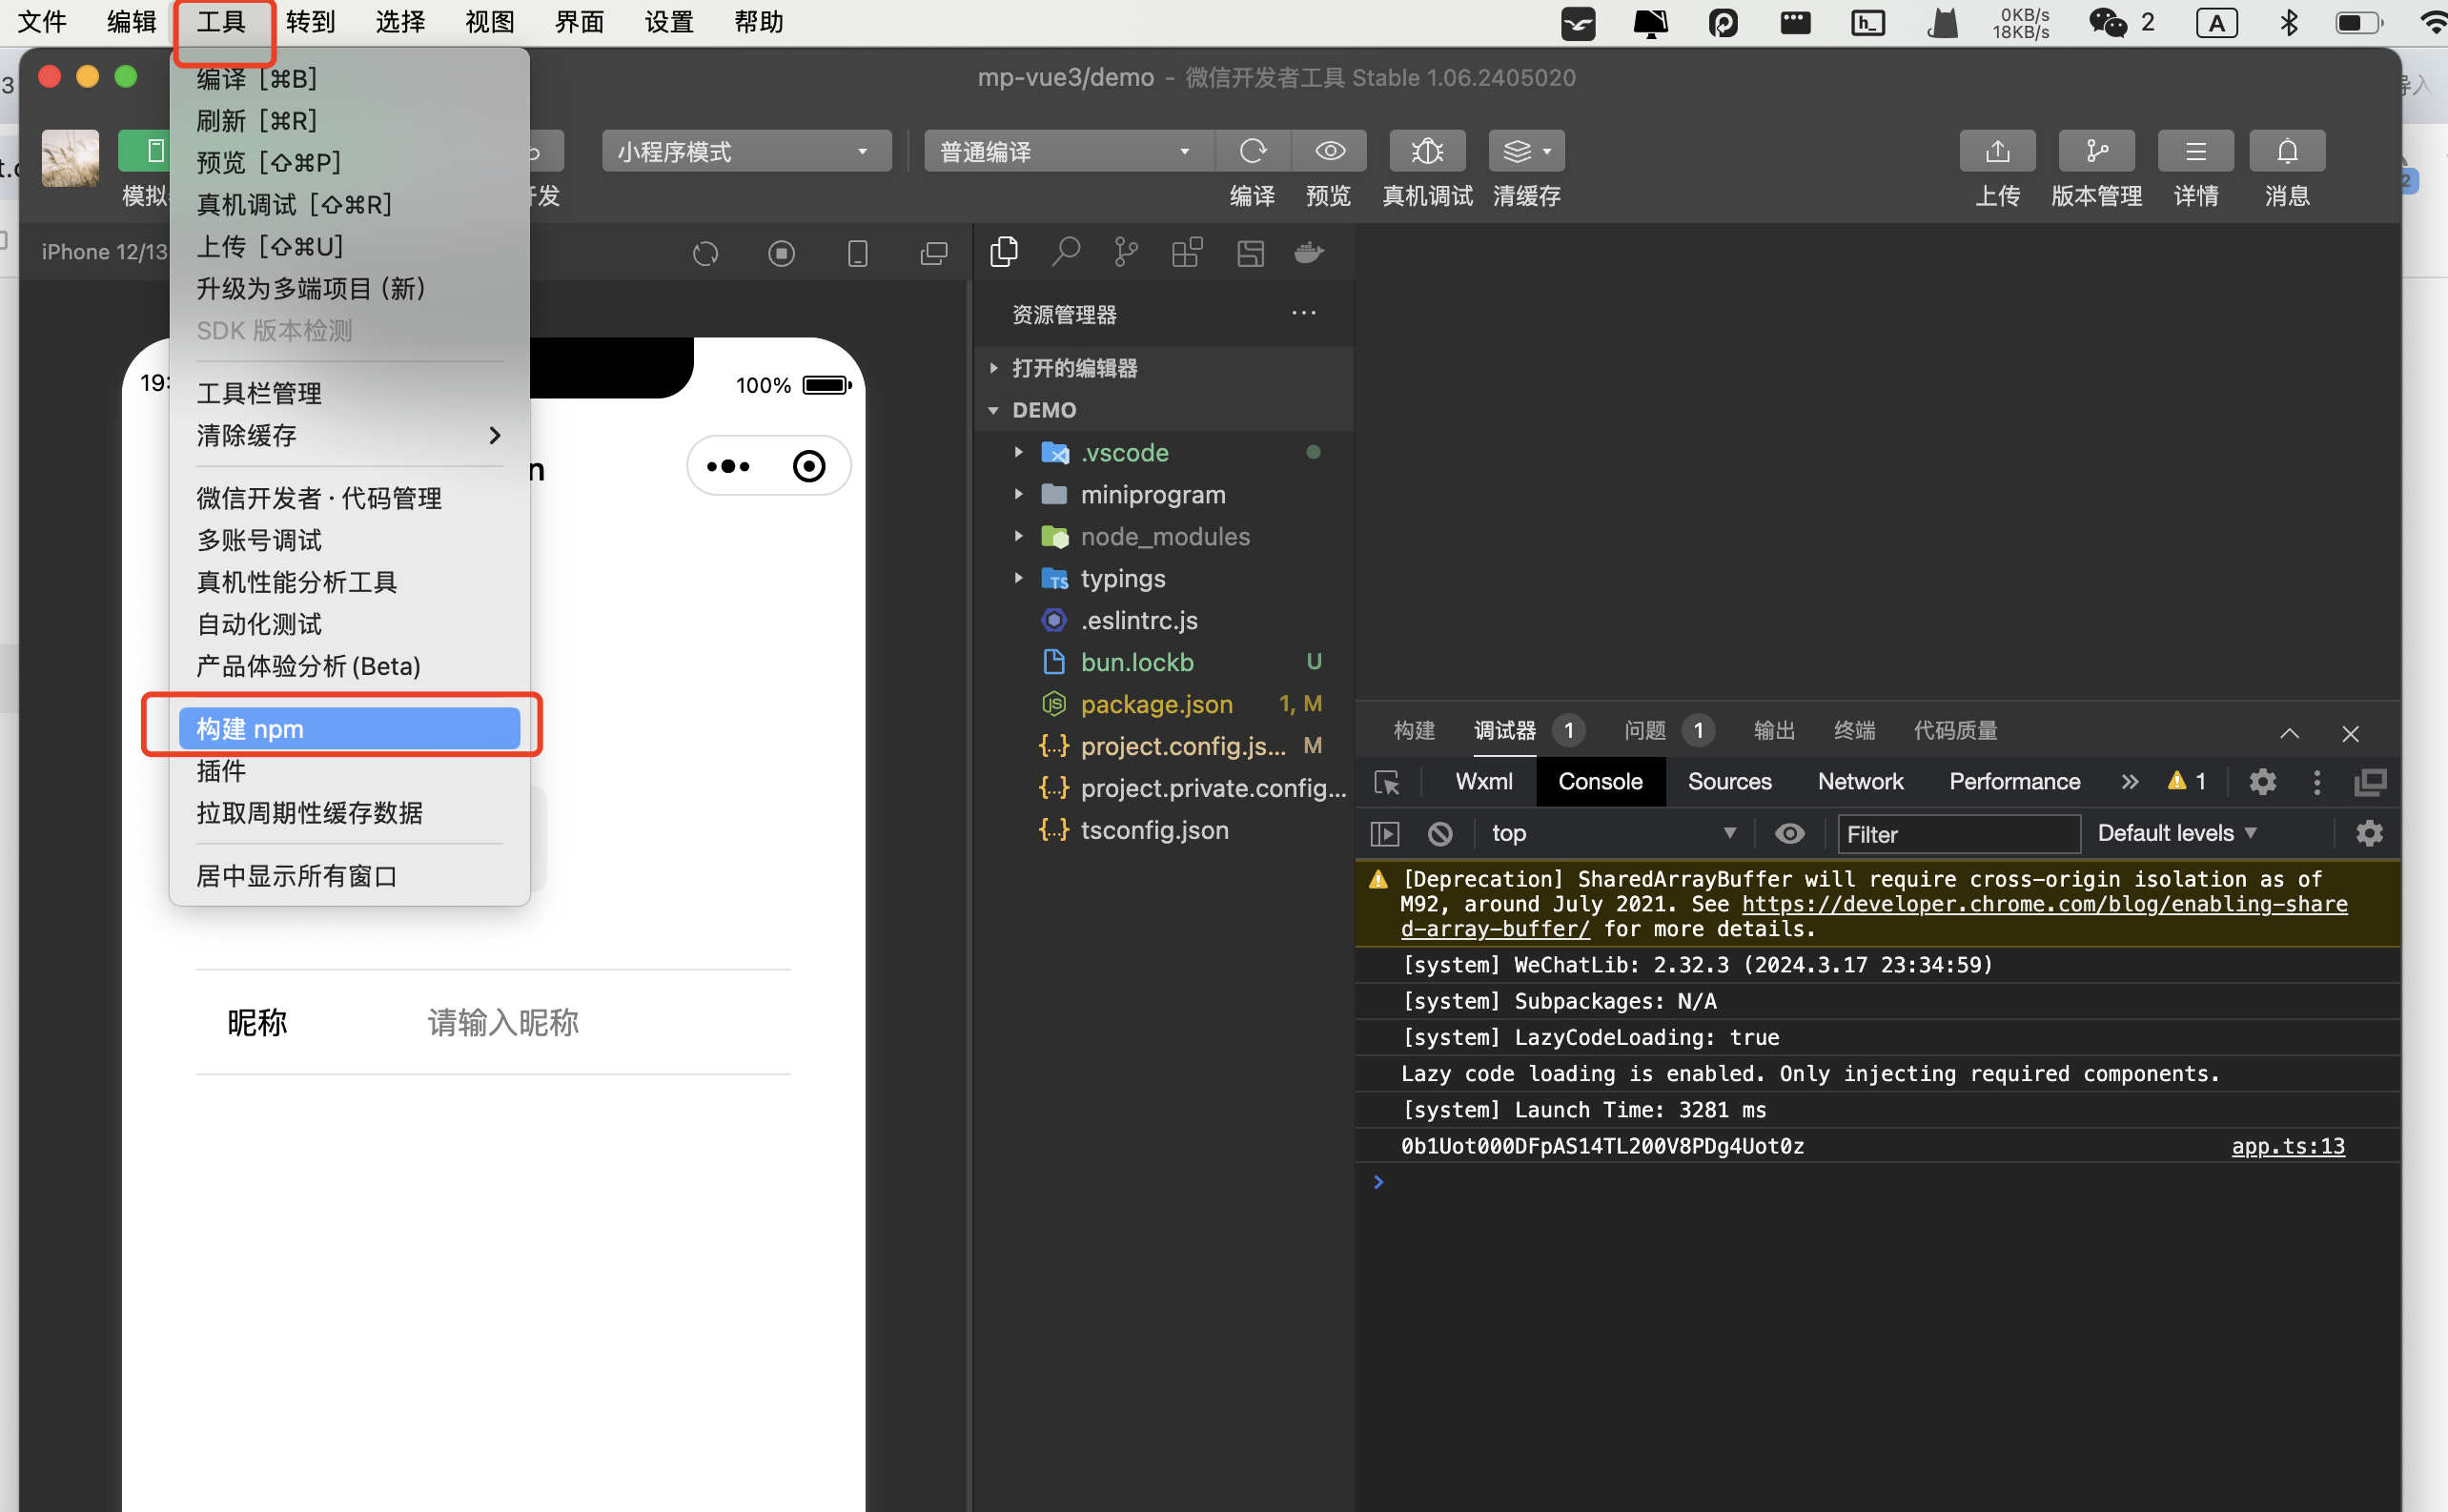 文件 编辑 工具 转到 选择 视图 界面 设置 帮助
0KB/s
18KB/s
2
A
mp-vue3/demo - 微信开发者工具 Stable 1.06.2405020
编译 [⌘B]
刷新 [⌘R]
预览 [⇧⌘P]
真机调试 [⇧⌘R]
上传 [⇧⌘U]
升级为多端项目 (新)
SDK 版本检测
工具栏管理
清除缓存
微信开发者 · 代码管理
多账号调试
真机性能分析工具
自动化测试
产品体验分析 (Beta)
构建 npm
插件
拉取周期性缓存数据
居中显示所有窗口
小程序模式
普通编译
模拟
编译 预览 真机调试 清缓存
上传 版本管理 详情 消息
iPhone 12/13
19:
100%
昵称 请输入昵称
资源管理器
打开的编辑器
DEMO
.vscode
miniprogram
node_modules
typings
.eslintrc.js
bun.lockb U
package.json 1, M
project.config.js... M
project.private.config...
tsconfig.json
构建 调试器 1 问题 1 输出 终端 代码质量
Wxml Console Sources Network Performance 1
top Filter Default levels
[Deprecation] SharedArrayBuffer will require cross-origin isolation as of
M92, around July 2021. See https://developer.chrome.com/blog/enabling-share
d-array-buffer/ for more details.
[system] WeChatLib: 2.32.3 (2024.3.17 23:34:59)
[system] Subpackages: N/A
[system] LazyCodeLoading: true
Lazy code loading is enabled. Only injecting required components.
[system] Launch Time: 3281 ms
0b1Uot000DFpAS14TL200V8PDg4Uot0z app.ts:13